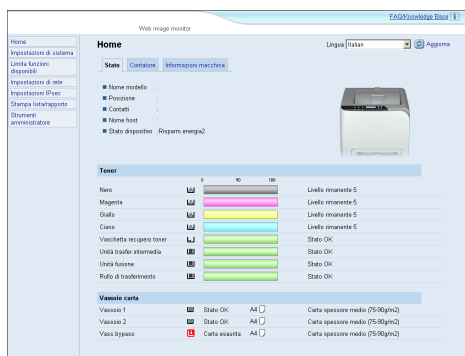 FAQ/Knowledge Base
Web image monitor
Home
Impostazioni di sistema
Limita funzioni disponibili
Impostazioni di rete
Impostazioni IPsec
Stampa lista/rapporto
Strumenti amministratore
Home
Lingua Italian Aggiorna
Stato Contatore Informazioni macchina
Nome modello :
Posizione :
Contatti :
Nome host :
Stato dispositivo :Risparm.energia2
Toner
0 50 100
Nero Livello rimanente 5
Magenta Livello rimanente 5
Giallo Livello rimanente 5
Ciano Livello rimanente 5
Vaschetta recupero toner Stato OK
Unità trasfer.intermedia Stato OK
Unità fusione Stato OK
Rullo di trasferimento Stato OK
Vassoio carta
Vassoio 1 Stato OK A4 Carta spessore medio (75-90g/m2)
Vassoio 2 Stato OK A4 Carta spessore medio (75-90g/m2)
Vass.bypass Carta esaurita A4 Carta spessore medio (75-90g/m2)